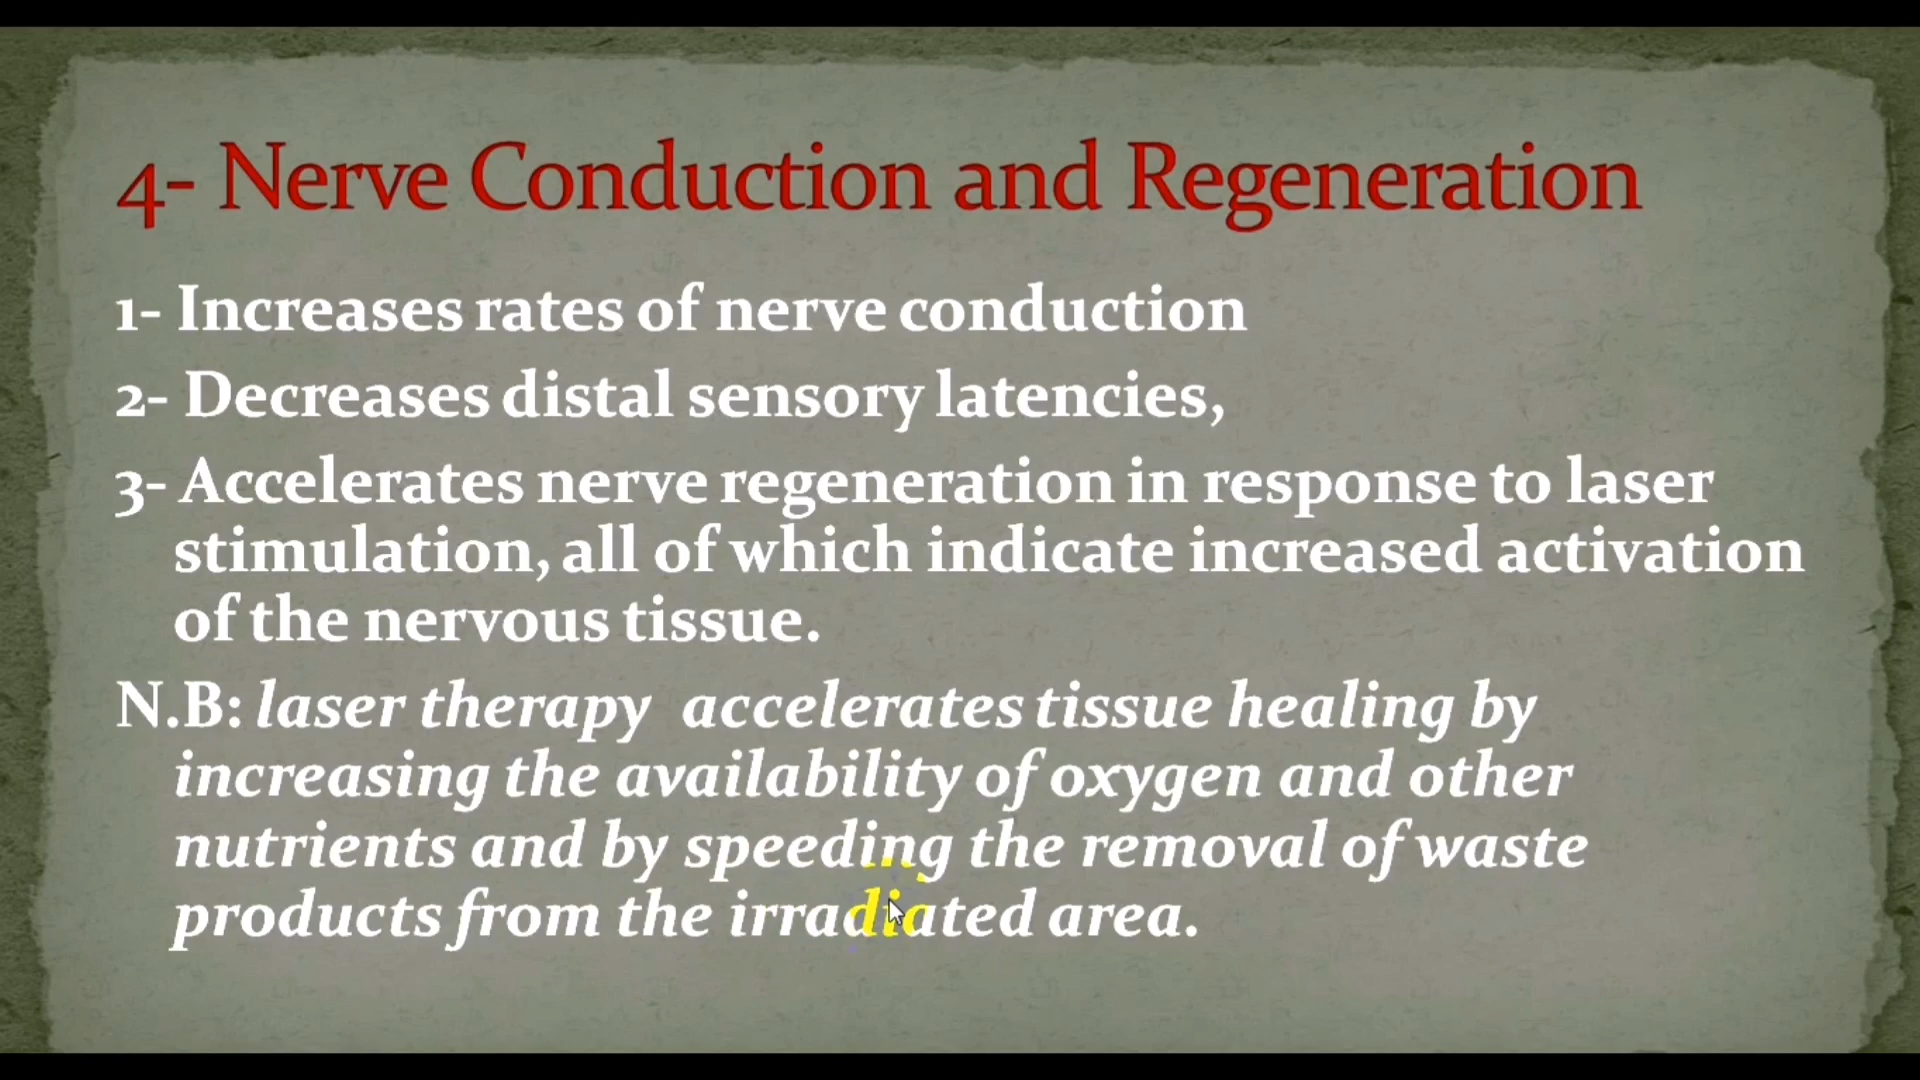 4- Nerve Conduction and Regeneration
1- Increases rates of nerve conduction
2- Decreases distal sensory latencies,
3- Accelerates nerve regeneration in response to laser
stimulation, all of which indicate increased activation
of the nervous tissue.
N.B: laser therapy accelerates tissue healing by
increasing the availability of oxygen and other
nutrients and by speeding the removal of waste
products from the irradiated area.